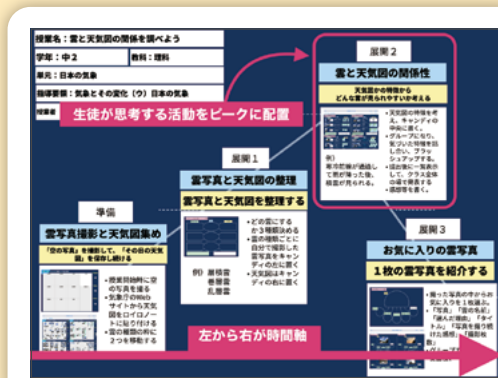 授業名：雲と天気図の関係を調べよう
学年：中２
教科：理科
単元：日本の気象
指導要領：気象とその変化（ウ）日本の気象
授業者
生徒が思考する活動をピークに配置
展開２
雲と天気図の関係性
天気図の特徴から
どんな雲が見られやすいか考える
・天気図の特徴を考え、キャンディの中央に書く。
・グループになり、気づいた特徴を話し合い、ブラッシュアップする。
・提出後に一覧表示して、クラス全体の場で発表する
・感想等を書く。
例）
寒冷前線が通過して雨が降った後、積雲が見られる。
展開１
雲写真と天気図の整理
雲写真と天気図を整理する
・どの雲にするか３種類決める
・雲の種類ごとに自分で撮影した雲写真をキャンディの左に置く
・天気図はキャンディの右に置く
例）層積雲
巻層雲
乱層雲
準備
雲写真撮影と天気図集め
「空の写真」を撮影して、「その日の天気図」を保存し続ける
・授業開始時に空の写真を撮る
・気象庁のWebサイトから天気図をロイロノートに貼り付ける
・雲の種類の枠に２つを移動する
展開３
お気に入りの雲写真
１枚の雲写真を紹介する
・撮った写真の中からお気に入りを１枚選ぶ。
・「写真」「雲の名前」「選んだ理由」「タイトル」「写真を撮り続けた感想」「撮影枚数」
左から右が時間軸